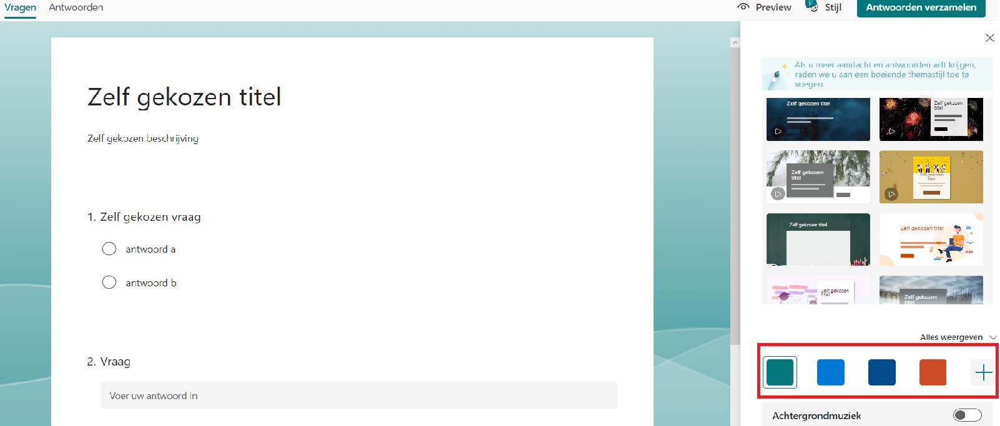 Vragen Antwoorden Preview Stijl Antwoorden verzamelen
Zelf gekozen titel
Zelf gekozen beschrijving
1. Zelf gekozen vraag
antwoord a
antwoord b
2. Vraag
Voer uw antwoord in
Als u meer aandacht en antwoorden wilt krijgen,
raden we u aan een boeiende themastijl toe te
voegen.
Zelf gekozen titel
Zelf gekozen
titel
Zelf gekozen
titel
Zelf gekozen
titel
Zelf gekozen titel
Zelf gekozen titel
Zelf gekozen
titel
Zelf gekozen
titel
Alles weergeven
Achtergrondmuziek